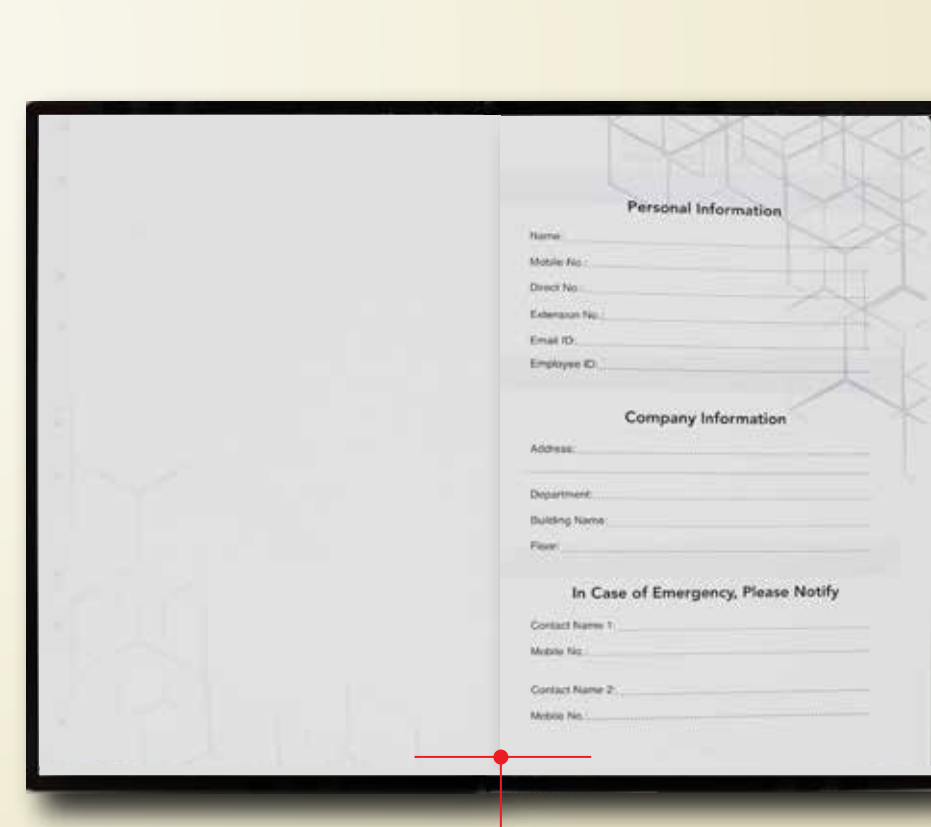 Personal Information
Name:
Mobile No.:
Direct No.:
Extension No.:
Email ID:
Employee ID:
Company Information
Address:
Department:
Building Name:
Floor:
In Case of Emergency, Please Notify
Contact Name 1:
Mobile No.:
Contact Name 2:
Mobile No.: